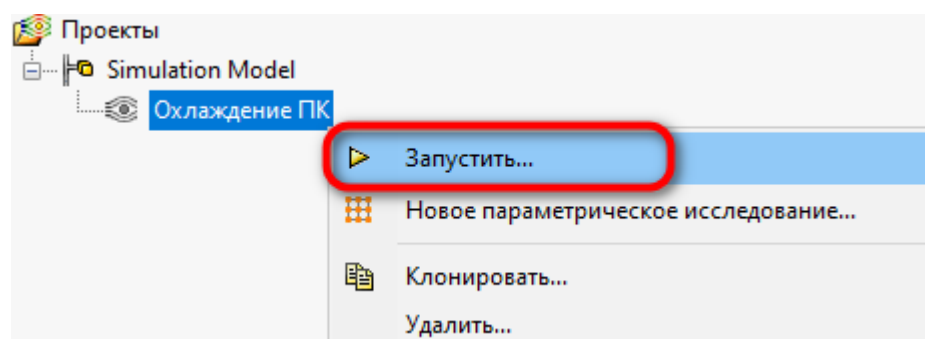 Проекты
Simulation Model
Охлаждение ПК
Запустить...
Новое параметрическое исследование...
Клонировать...
Удалить...